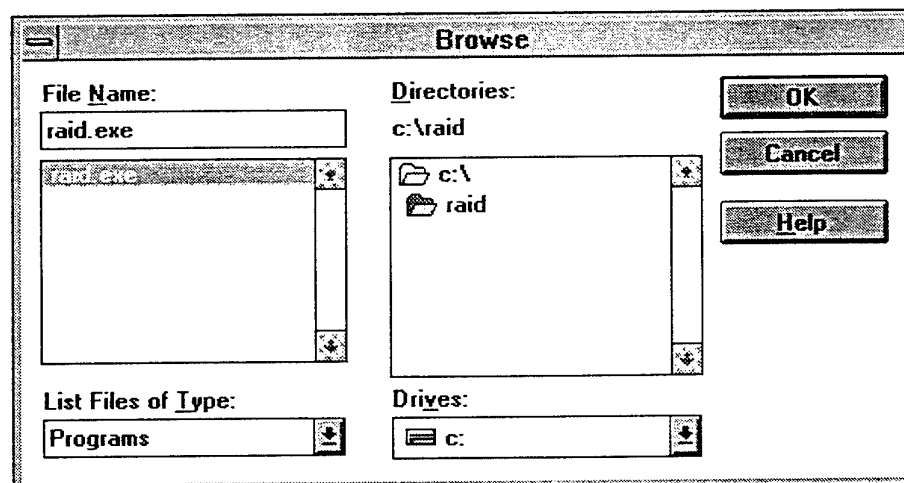 Browse
File Name:
raid.exe
raid.exe
List Files of Type:
Programs
Directories:
c:\raid
c:\
raid
Drives:
c:
OK
Cancel
Help